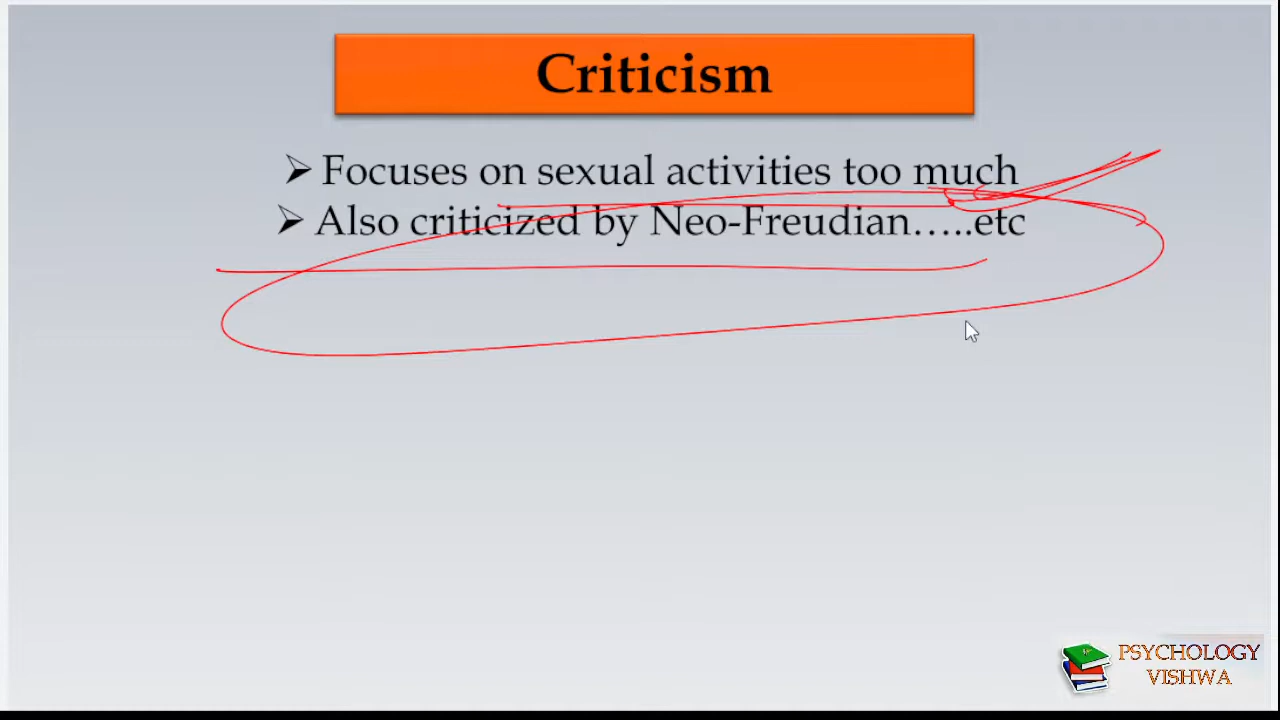 Criticism
➢ Focuses on sexual activities too much
➢ Also criticized by Neo-Freudian…..etc
PSYCHOLOGY
VISHWA